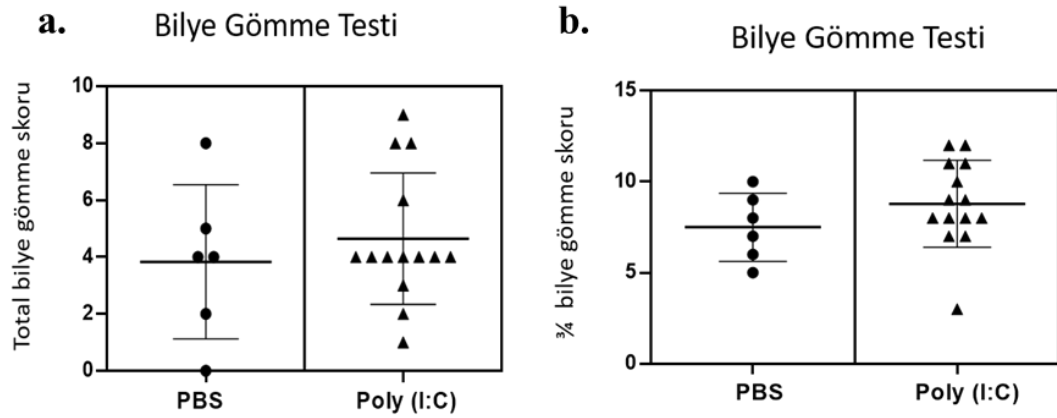 a.
Bilye Gömme Testi
Total bilye gömme skoru
10
8
6
4
2
0
PBS
Poly (I:C)
b.
Bilye Gömme Testi
¾ bilye gömme skoru
15
10
5
0
PBS
Poly (I:C)